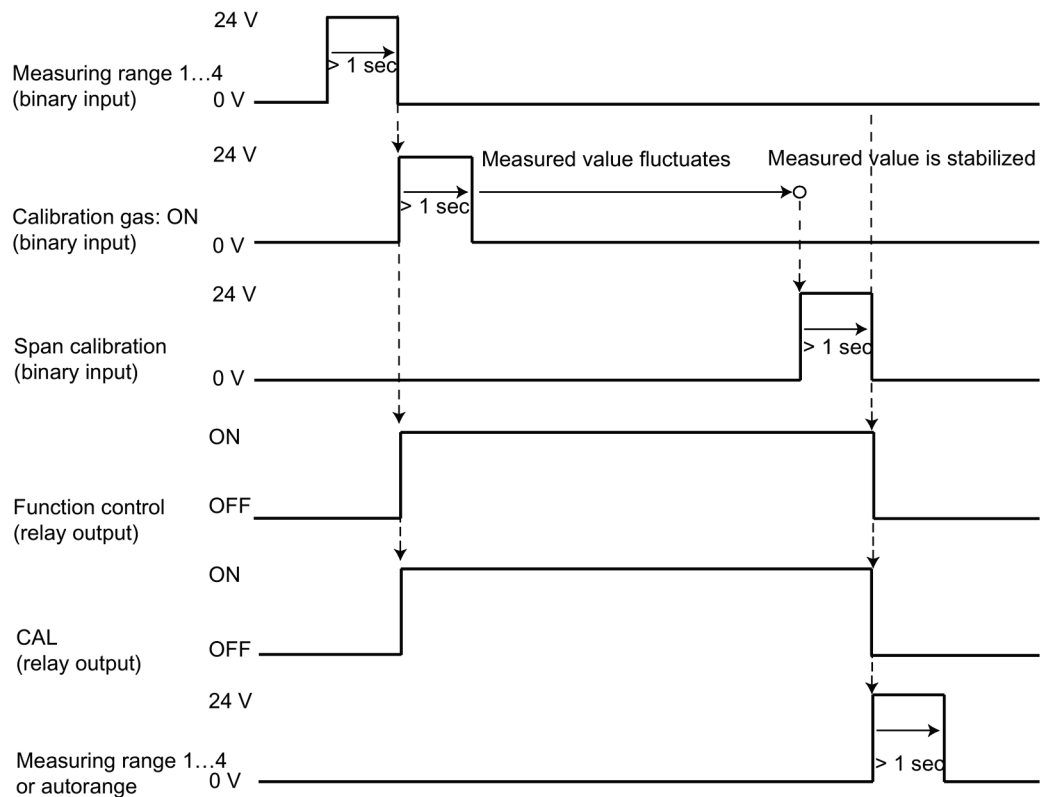 24 V
> 1 sec
Measuring range 1…4
(binary input)
0 V
24 V
Measured value fluctuates
Measured value is stabilized
> 1 sec
Calibration gas: ON
(binary input)
0 V
24 V
Span calibration
(binary input)
> 1 sec
0 V
ON
Function control
(relay output)
OFF
ON
CAL
(relay output)
OFF
24 V
Measuring range 1…4
or autorange
0 V
> 1 sec